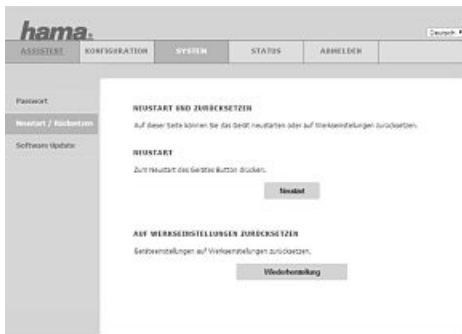 hama.
Deutsch
ASSISTENT KONFIGURATION SYSTEM STATUS ABMELDEN
Passwort
Neustart / Rücksetzen
Software Update
NEUSTART UND ZURÜCKSETZEN
Auf dieser Seite können Sie das Gerät neustarten oder auf Werkseinstellungen zurücksetzen.
NEUSTART
Zum Neustart des Gerätes Button drücken.
Neustart
AUF WERKSEINSTELLUNGEN ZURÜCKSETZEN
Geräteeinstellungen auf Werkseinstellungen zurücksetzen.
Wiederherstellung